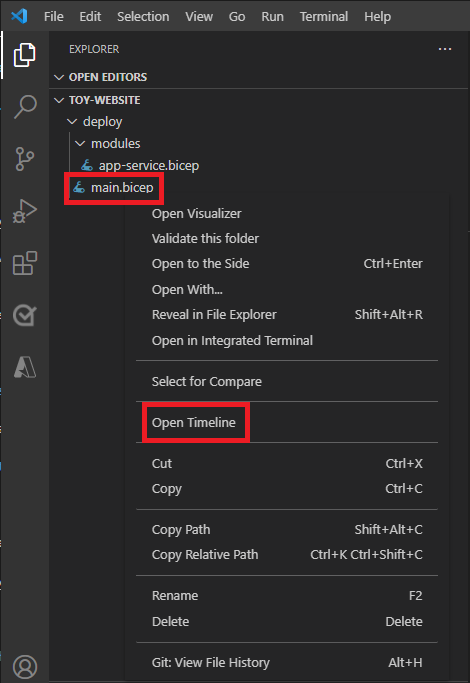 File Edit Selection View Go Run Terminal Help
EXPLORER ...
OPEN EDITORS
TOY-WEBSITE
deploy
modules
app-service.bicep
main.bicep
Open Visualizer
Validate this folder
Open to the Side Ctrl+Enter
Open With...
Reveal in File Explorer Shift+Alt+R
Open in Integrated Terminal
Select for Compare
Open Timeline
Cut Ctrl+X
Copy Ctrl+C
Copy Path Shift+Alt+C
Copy Relative Path Ctrl+K Ctrl+Shift+C
Rename F2
Delete Delete
Git: View File History Alt+H